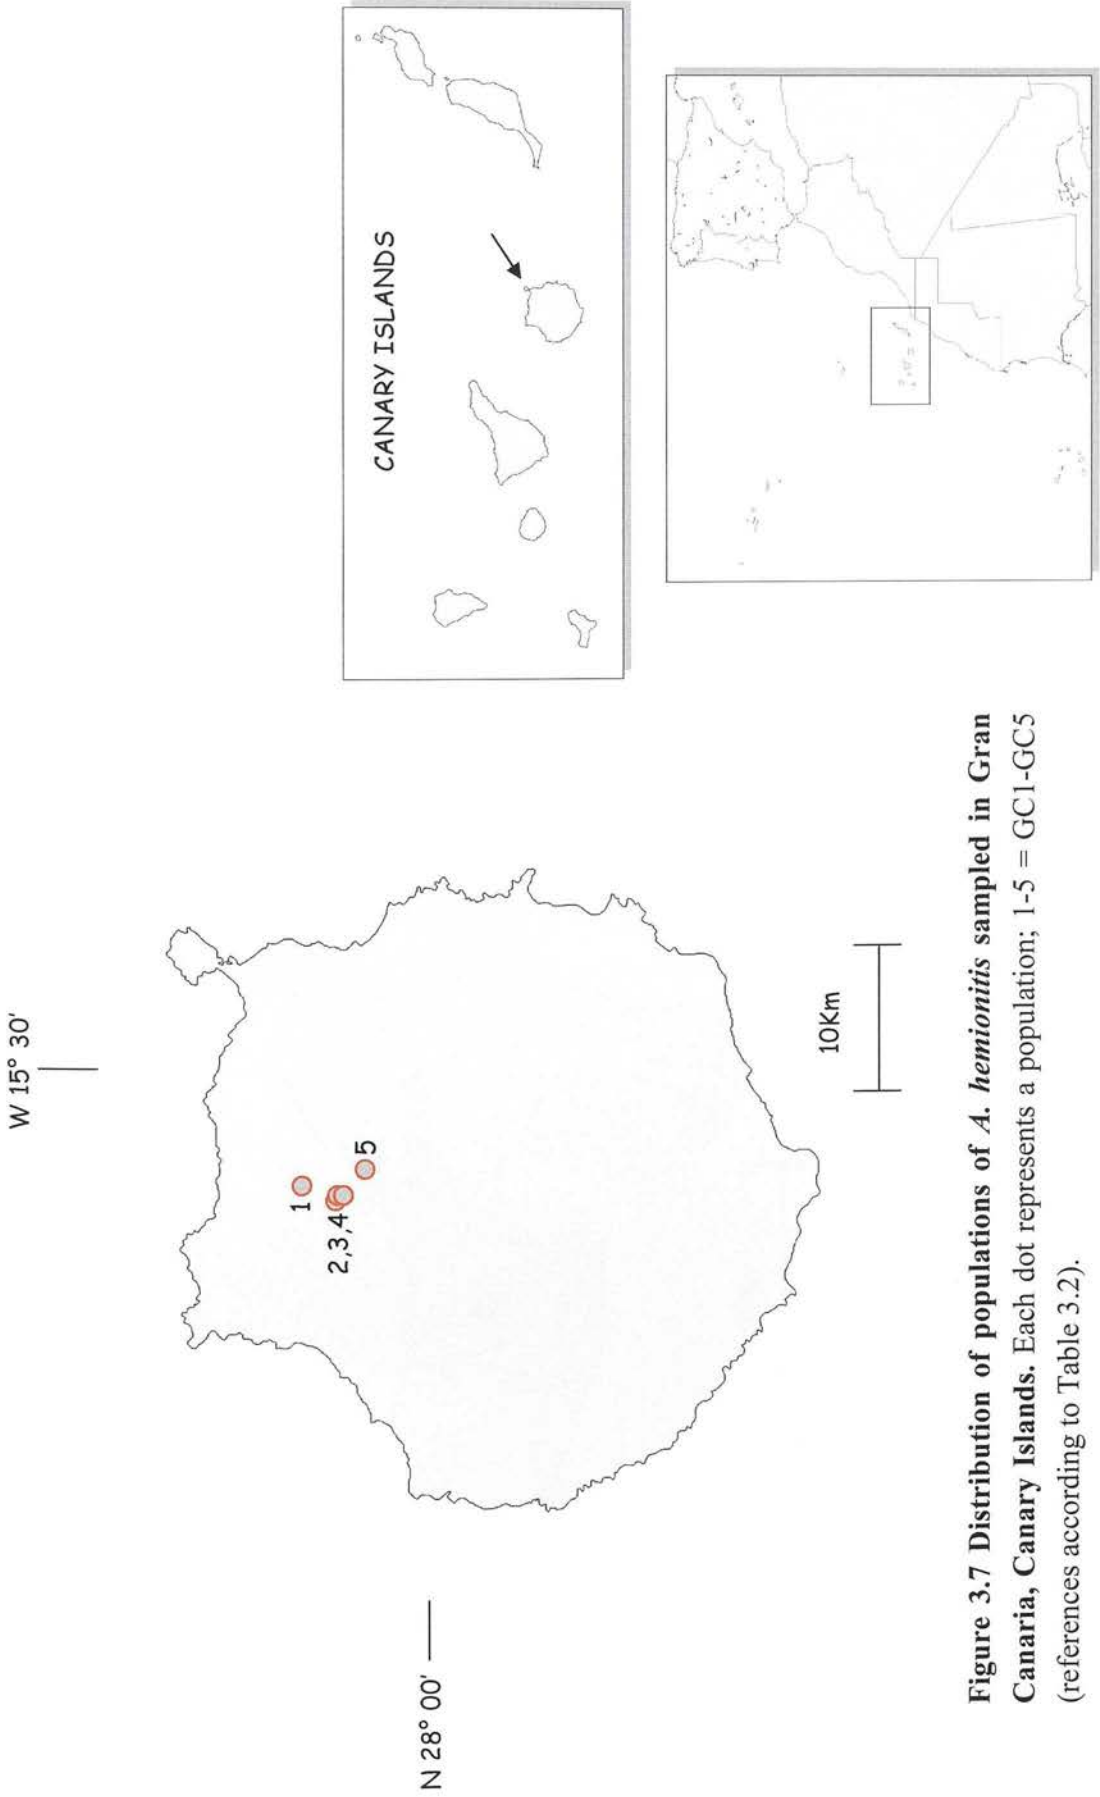 W 15° 30'
N 28° 00'
1
2,3,4
5
10Km
CANARY ISLANDS
Figure 3.7 Distribution of populations of A. hemionitis sampled in Gran
Canaria, Canary Islands. Each dot represents a population; 1-5 = GC1-GC5
(references according to Table 3.2).